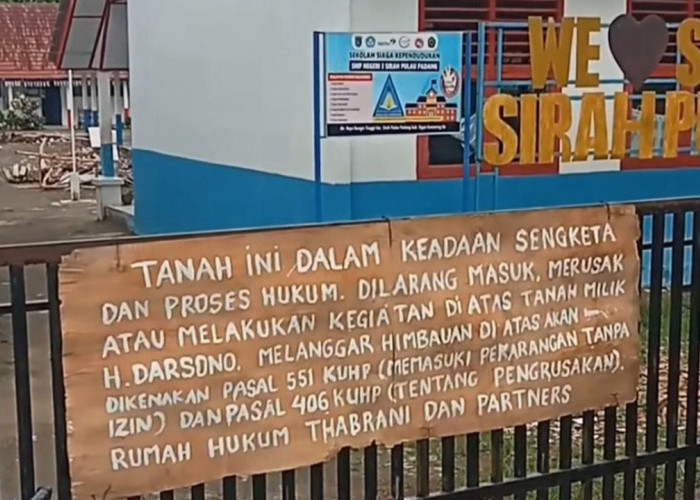 SEKOLAH SIAGA KEPENDUDUKAN
SMP NEGERI 3 SIRAH PULAU PADANG
WE
SIRAH P
TANAH INI DALAM KEADAAN SENGKETA
DAN PROSES HUKUM. DILARANG MASUK, MERUSAK
ATAU MELAKUKAN KEGIATAN DI ATAS TANAH MILIK
H. DARSONO. MELANGGAR HIMBAUAN DI ATAS AKAN
DIKENAKAN PASAL 551 KUHP (MEMASUKI PEKARANGAN TANPA
IZIN) DAN PASAL 406 KUHP (TENTANG PENGRUSAKAN).
RUMAH HUKUM THABRANI DAN PARTNERS